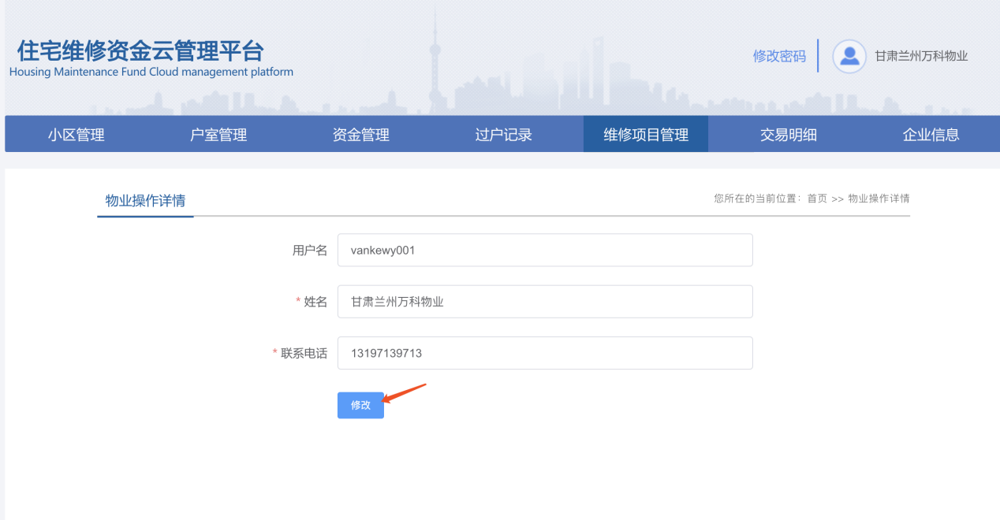 住宅维修资金云管理平台
Housing Maintenance Fund Cloud management platform
修改密码
甘肃兰州万科物业
小区管理 户室管理 资金管理 过户记录 维修项目管理 交易明细 企业信息
物业操作详情
您所在的当前位置：首页 >> 物业操作详情
用户名 vankewy001
* 姓名 甘肃兰州万科物业
* 联系电话 13197139713
修改